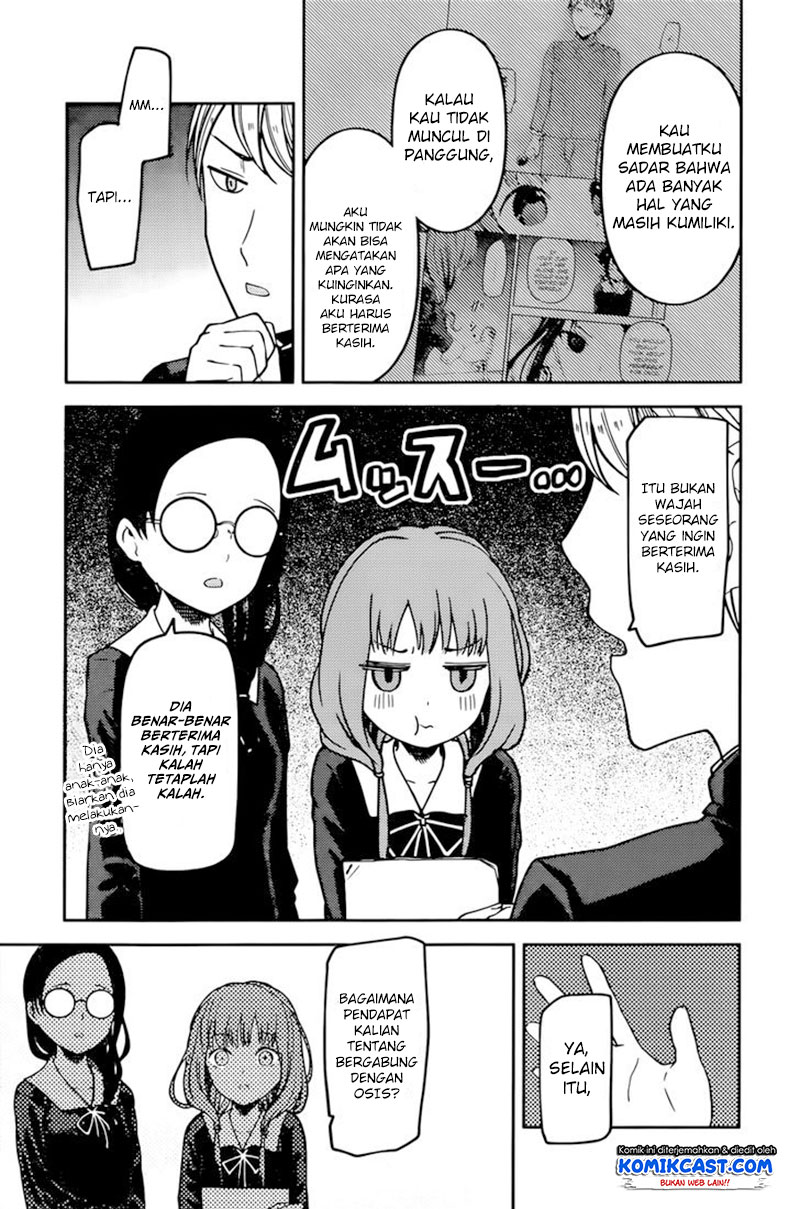 KAU
MEMBUATKU
SADAR BAHWA
ADA BANYAK
HAL YANG
MASIH KUMILIKI.
KALAU
KAU TIDAK
MUNCUL DI
PANGGUNG,
AKU
MUNGKIN TIDAK
AKAN BISA
MENGATAKAN
APA YANG
KUINGINKAN.
KURASA
AKU HARUS
BERTERIMA
KASIH.
MM...
TAPI...
ITU BUKAN
WAJAH
SESEORANG
YANG INGIN
BERTERIMA
KASIH.
ムッスー...
DIA
BENAR-BENAR
BERTERIMA
KASIH, TAPI
KALAH
TETAPLAH
KALAH.
Dia
hanya
anak-anak,
Biarkan dia
melakukan-
nya..
YA,
SELAIN
ITU,
BAGAIMANA
PENDAPAT
KALIAN
TENTANG
BERGABUNG
DENGAN
OSIS?
Komik ini diterjemahkan & diedit oleh
KOMIKCAST.COM
BUKAN WEB LAIN!!